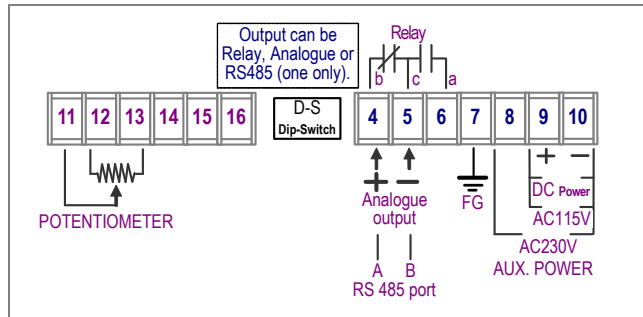 Output can be
Relay, Analogue or
RS485 (one only).
Relay
b c a
11 12 13 14 15 16
D-S
Dip-Switch
4 5 6 7 8 9 10
+ −
+ −
DC Power
FG
Analogue
output
AC115V
POTENTIOMETER
AC230V
AUX. POWER
A B
RS 485 port